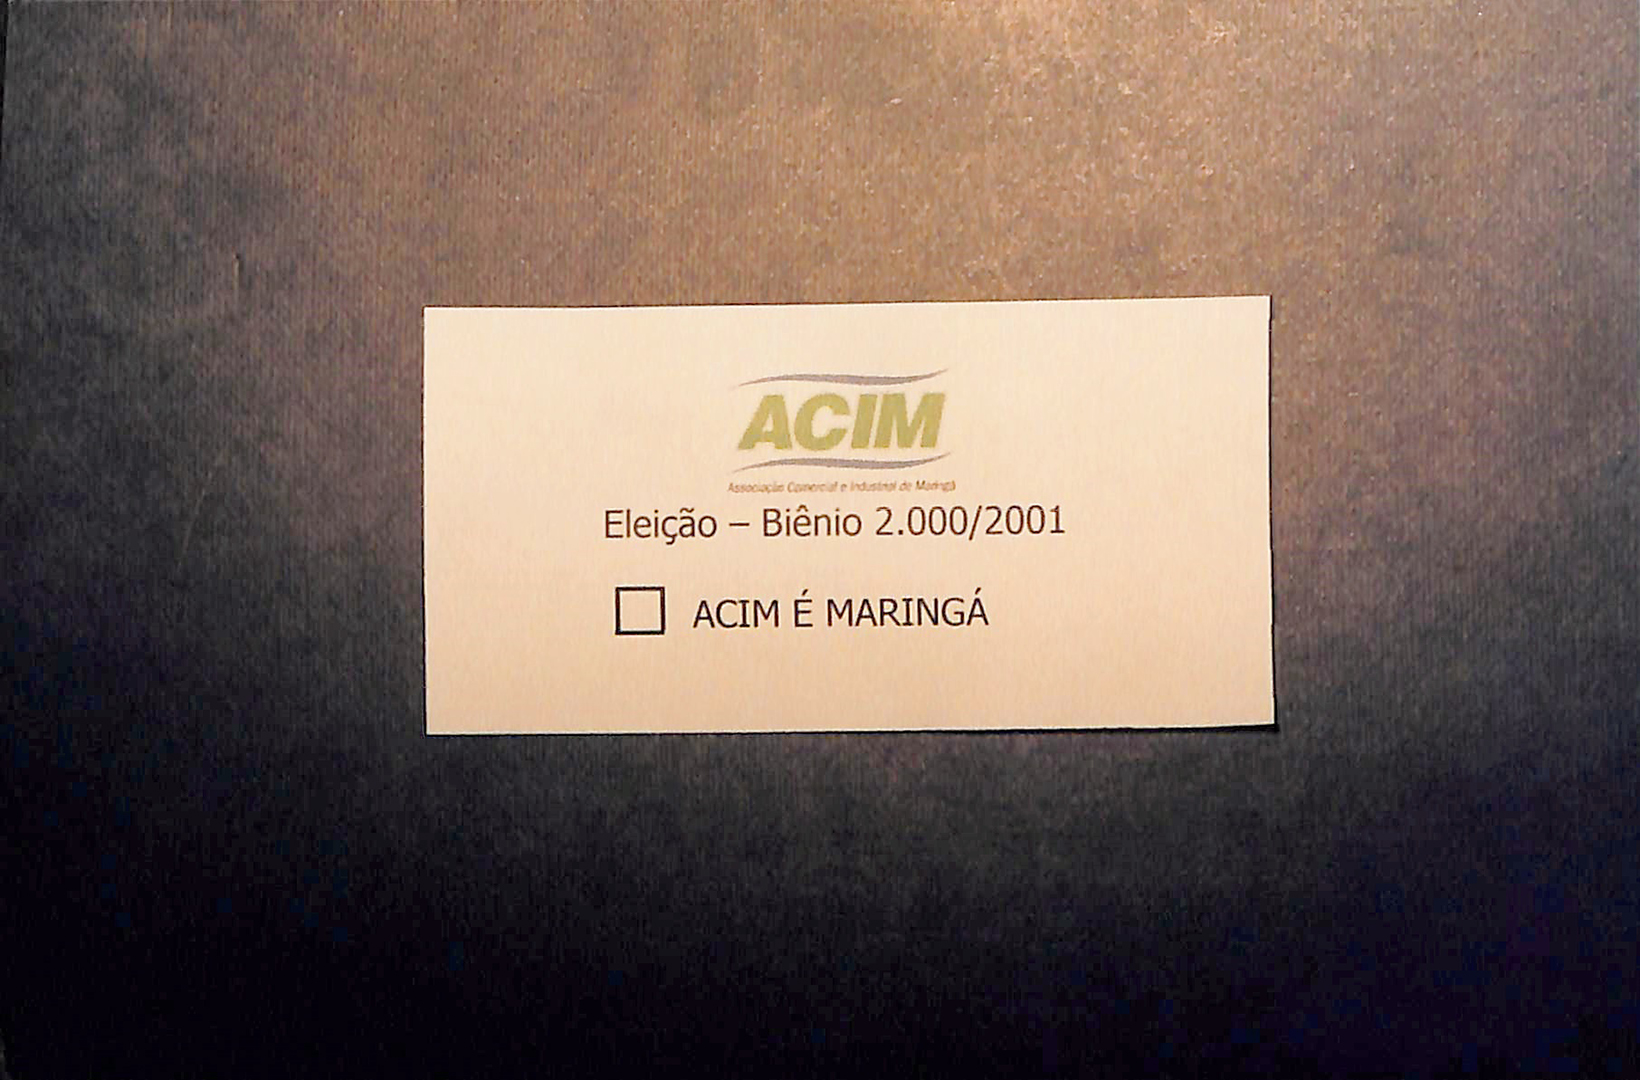 ACIM
Associação Comercial e Industrial de Maringá
Eleição – Biênio 2.000/2001
ACIM É MARINGÁ